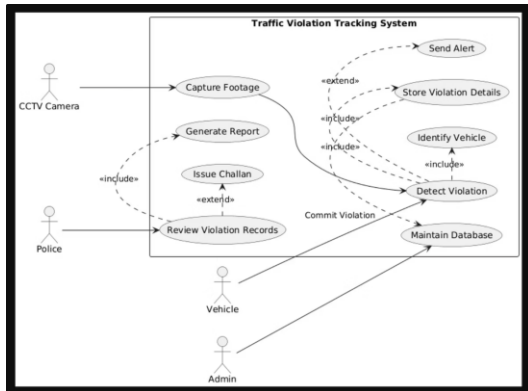 Traffic Violation Tracking System
Send Alert
«extend»
CCTV Camera
Capture Footage
Store Violation Details
«include»
Generate Report
Identify Vehicle
«include»
«include»
Issue Challan
«include»
«extend»
Detect Violation
Commit Violation
Police
Review Violation Records
Maintain Database
Vehicle
Admin